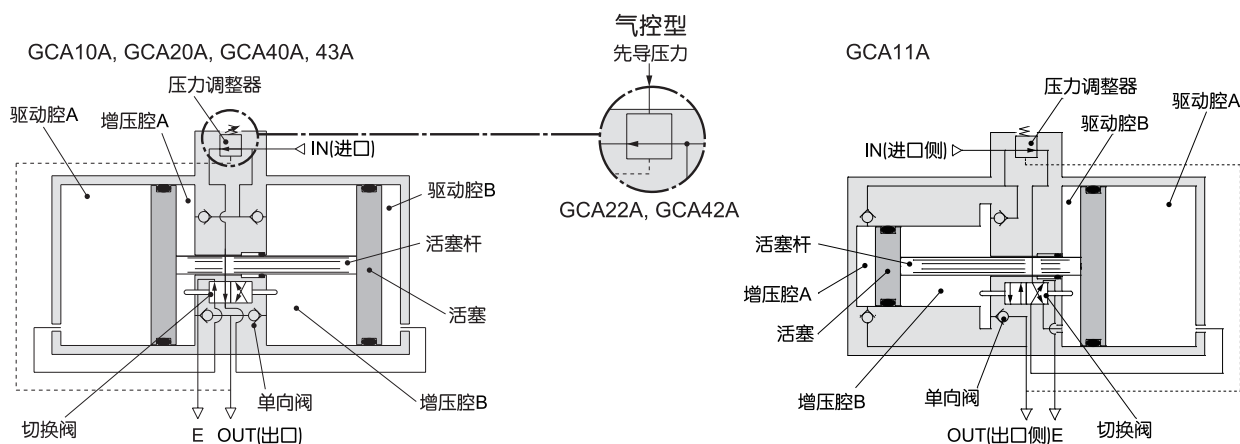 气控型
先导压力
GCA10A, GCA20A, GCA40A, 43A
压力调整器
驱动腔A
增压腔A
IN(进口)
驱动腔B
活塞杆
活塞
增压腔B
单向阀
切换阀
E OUT(出口)
GCA22A, GCA42A
GCA11A
压力调整器
驱动腔A
驱动腔B
IN(进口侧)
活塞杆
增压腔A
活塞
增压腔B
单向阀
切换阀
OUT(出口侧)E